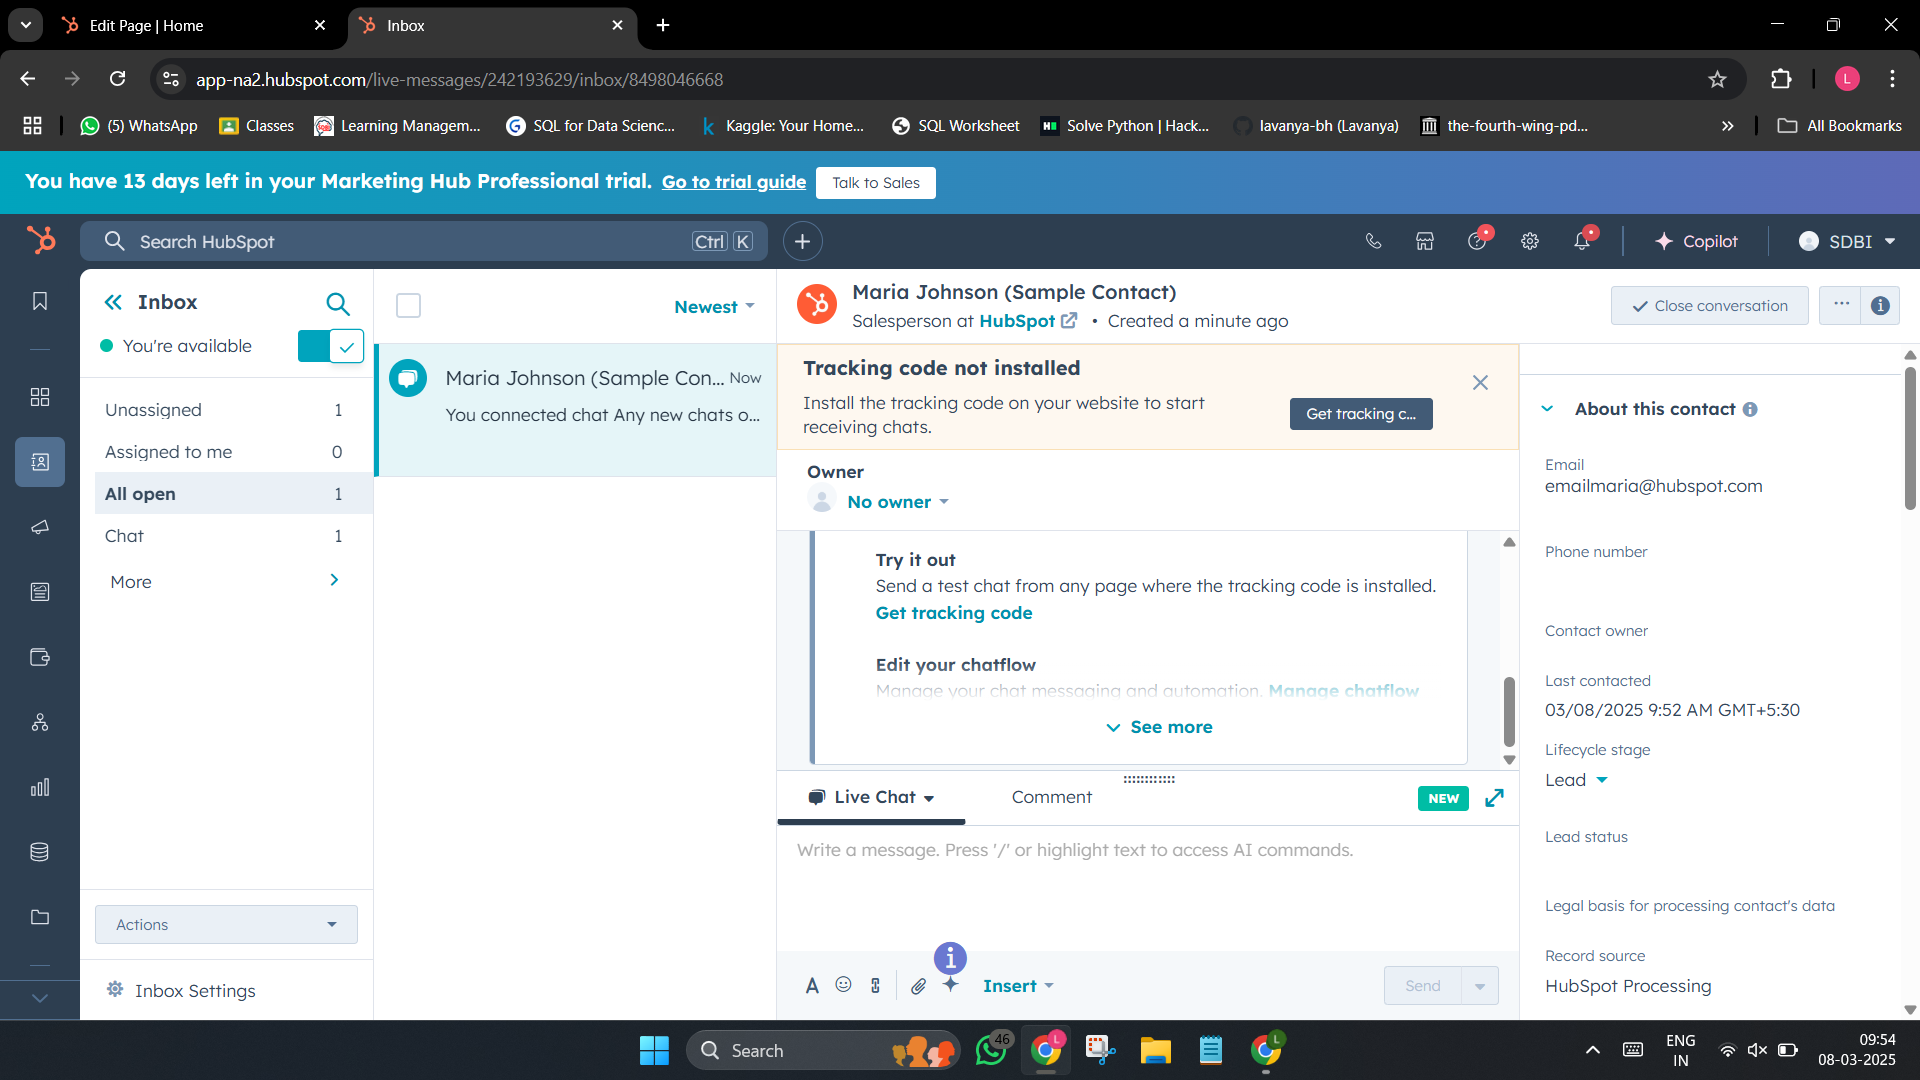 Edit Page | Home
Inbox
app-na2.hubspot.com/live-messages/242193629/inbox/8498046668
L
(5) WhatsApp
Classes
Learning Managem...
SQL for Data Scienc...
Kaggle: Your Home...
SQL Worksheet
Solve Python | Hack...
lavanya-bh (Lavanya)
the-fourth-wing-pd...
All Bookmarks
You have 13 days left in your Marketing Hub Professional trial. Go to trial guide
Talk to Sales
Search HubSpot
Ctrl K
Copilot
SDBI
Inbox
You're available
Unassigned 1
Assigned to me 0
All open 1
Chat 1
More
Actions
Inbox Settings
Newest
Maria Johnson (Sample Con... Now
You connected chat Any new chats o...
Maria Johnson (Sample Contact)
Salesperson at HubSpot • Created a minute ago
Close conversation
Tracking code not installed
Install the tracking code on your website to start
receiving chats.
Get tracking c...
Owner
No owner
Try it out
Send a test chat from any page where the tracking code is installed.
Get tracking code
Edit your chatflow
Manage your chat messaging and automation. Manage chatflow
See more
Live Chat
Comment
NEW
Write a message. Press '/' or highlight text to access AI commands.
Insert
Send
About this contact
Email
emailmaria@hubspot.com
Phone number
Contact owner
Last contacted
03/08/2025 9:52 AM GMT+5:30
Lifecycle stage
Lead
Lead status
Legal basis for processing contact's data
Record source
HubSpot Processing
Search
46
L
L
ENG
IN
09:54
08-03-2025